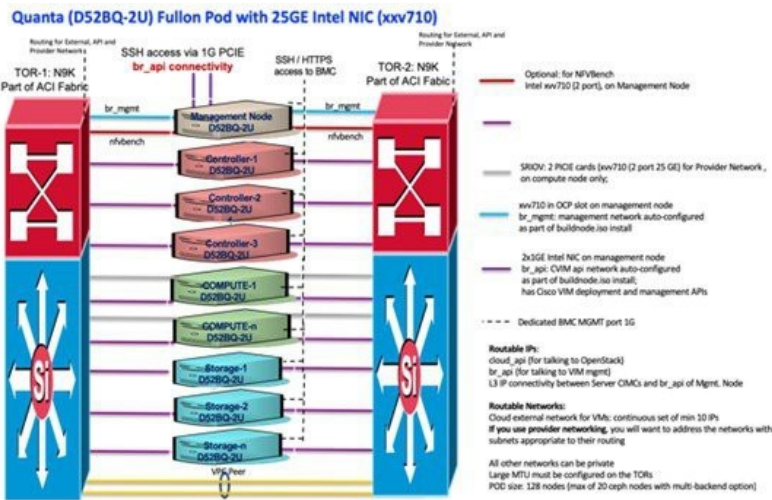 Quanta (D52BQ-2U) Fullon Pod with 25GE Intel NIC (xxv710)
Routing for External, API and
Provider Networks
TOR-1: N9K
Part of ACI Fabric
SSH access via 1G PCIE
br_api connectivity
SSH / HTTPS
access to BMC
Routing for External, API and
Provider Networks
TOR-2: N9K
Part of ACI Fabic
br_mgmt
nfvbench
br_mgmt
nfvbench
Management Node
D52BQ-2U
Controller-1
D52BQ-2U
Controller-2
D52BQ-2U
Controller-3
D52BQ-2U
COMPUTE-1
D52BQ-2U
COMPUTE-n
D52BQ-2U
Storage-1
D52BQ-2U
Storage-2
D52BQ-2U
Storage-n
D52BQ-2U
VPC Peer
Si
Si
Optional: for NFVBench
Intel xvv710 (2 port), on Management Node
SRIOV: 2 PICIE cards (xvv710 (2 port 25 GE) for Provider Network ,
on compute node only;
xvv710 in OCP slot on management node
br_mgmt: management network auto-configured
as part of buildnode.iso install
2x1GE Intel NIC on management node
br_api: CVIM api network auto-configured
as part of buildnode.iso install;
has Cisco VIM deployment and management APIs
Dedicated BMC MGMT port 1G
Routable IPs:
cloud_api (for talking to OpenStack)
br_api (for talking to VIM mgmt)
L3 IP connectivity between Server CIMCs and br_api of Mgmt. Node
Routable Networks:
Cloud external network for VMs: continuous set of min 10 IPs
If you use provider networking, you will want to address the networks with
subnets appropriate to their routing
All other networks can be private
Large MTU must be configured on the TORs
POD size: 128 nodes (max of 20 ceph nodes with multi-backend option)